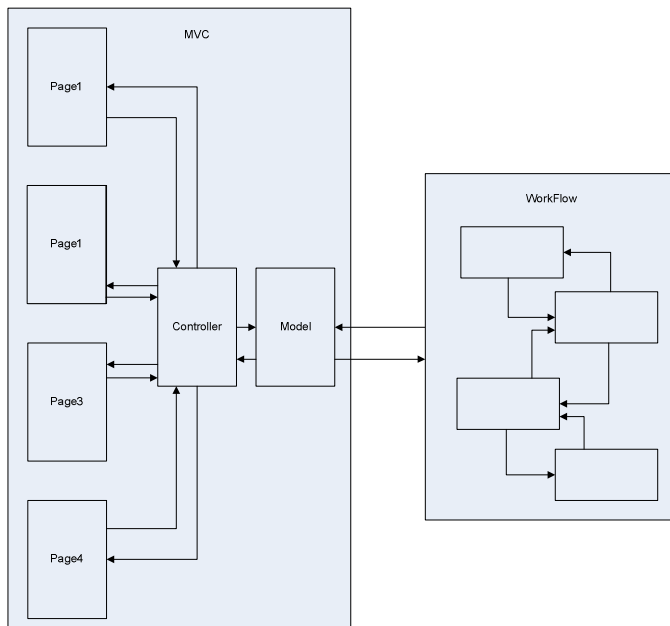 MVC
Page1
Page1
Controller
Model
Page3
Page4
WorkFlow